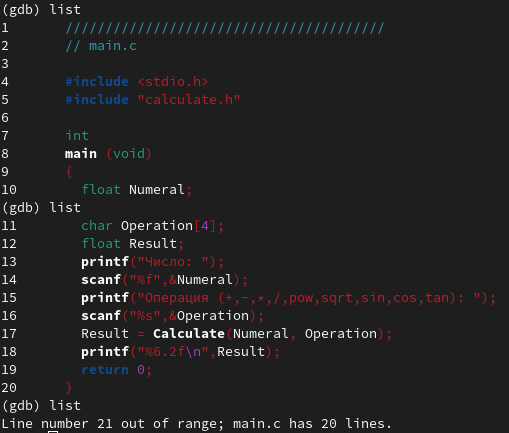 (gdb) list
1       ////////////////////////////////////////
2       // main.c
3
4       #include <stdio.h>
5       #include "calculate.h"
6
7       int
8       main (void)
9       {
10        float Numeral;
(gdb) list
11        char Operation[4];
12        float Result;
13        printf("Число: ");
14        scanf("%f",&Numeral);
15        printf("Операция (+,-,*,/,pow,sqrt,sin,cos,tan): ");
16        scanf("%s",&Operation);
17        Result = Calculate(Numeral, Operation);
18        printf("%6.2f\n",Result);
19        return 0;
20      }
(gdb) list
Line number 21 out of range; main.c has 20 lines.